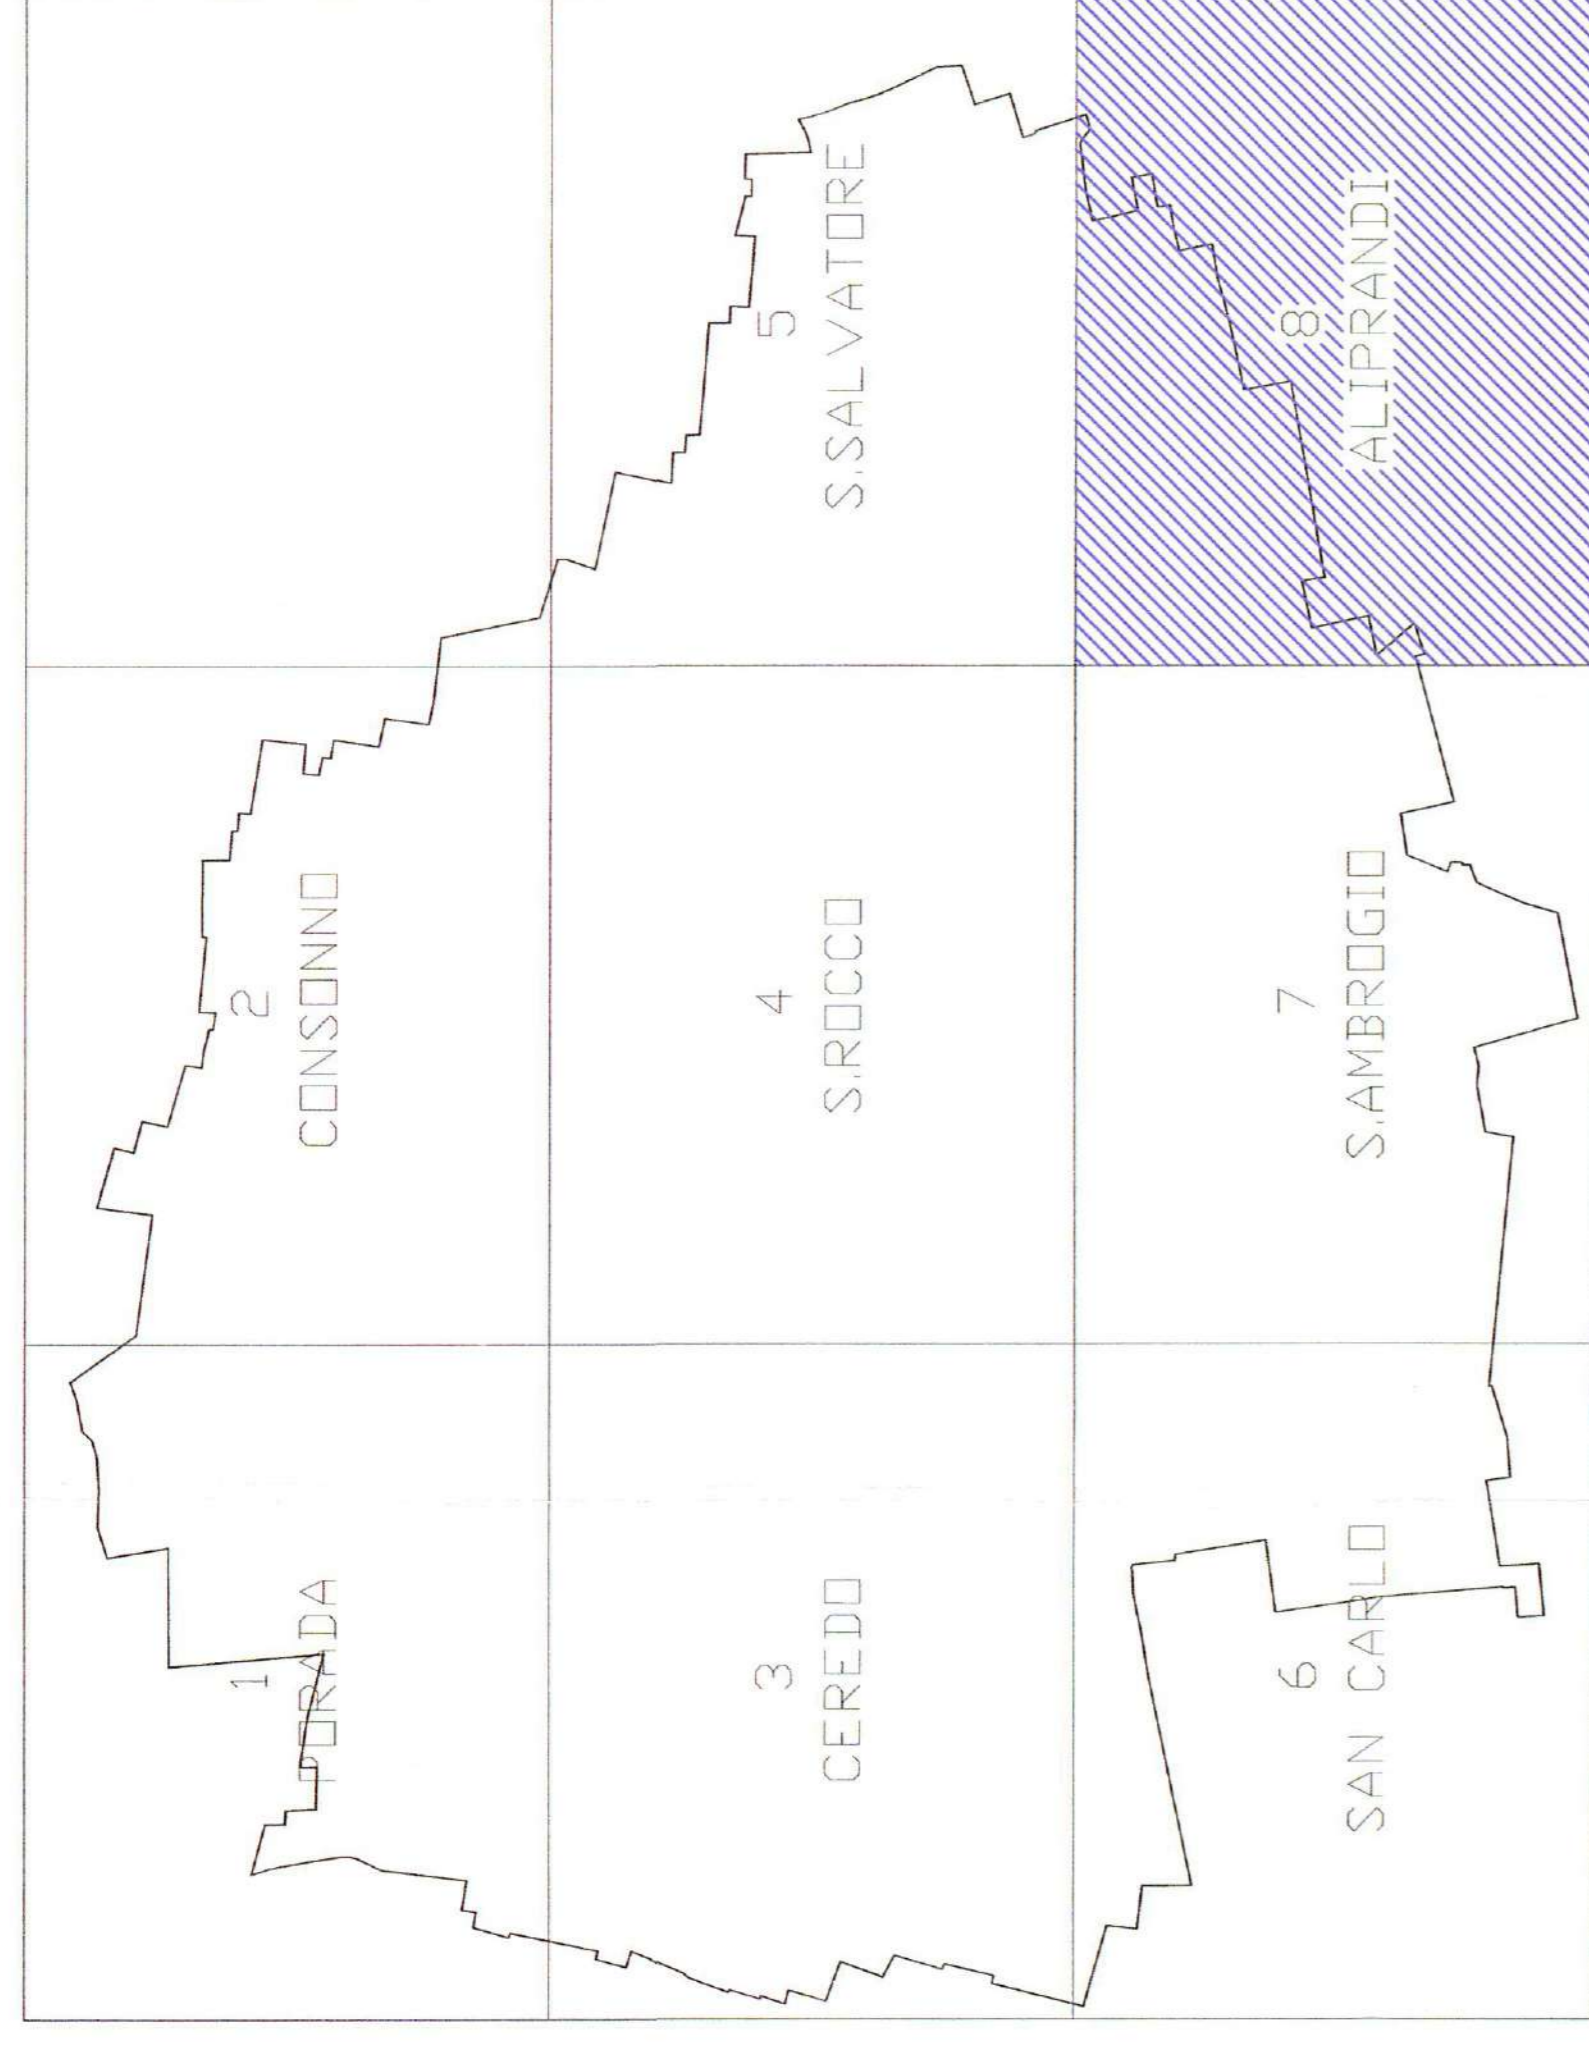 1
PORADA
2
CONSONNO
3
CEREDO
4
S.ROCCO
5
S.SALVATORE
6
SAN CARLO
7
S.AMBROGIO
8
ALIPRANDI